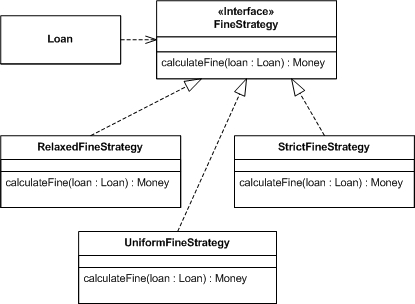 «Interface»
FineStrategy
Loan
calculateFine(loan : Loan) : Money
RelaxedFineStrategy
calculateFine(loan : Loan) : Money
StrictFineStrategy
calculateFine(loan : Loan) : Money
UniformFineStrategy
calculateFine(loan : Loan) : Money